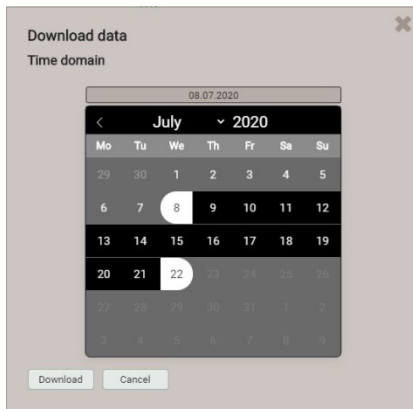 Download data
Time domain
08.07.2020
July 2020
Mo Tu We Th Fr Sa Su
29 30 1 2 3 4 5
6 7 8 9 10 11 12
13 14 15 16 17 18 19
20 21 22 23 24 25 26
27 28 29 30 31 1 2
3 4 5 6 7 8 9
Download Cancel